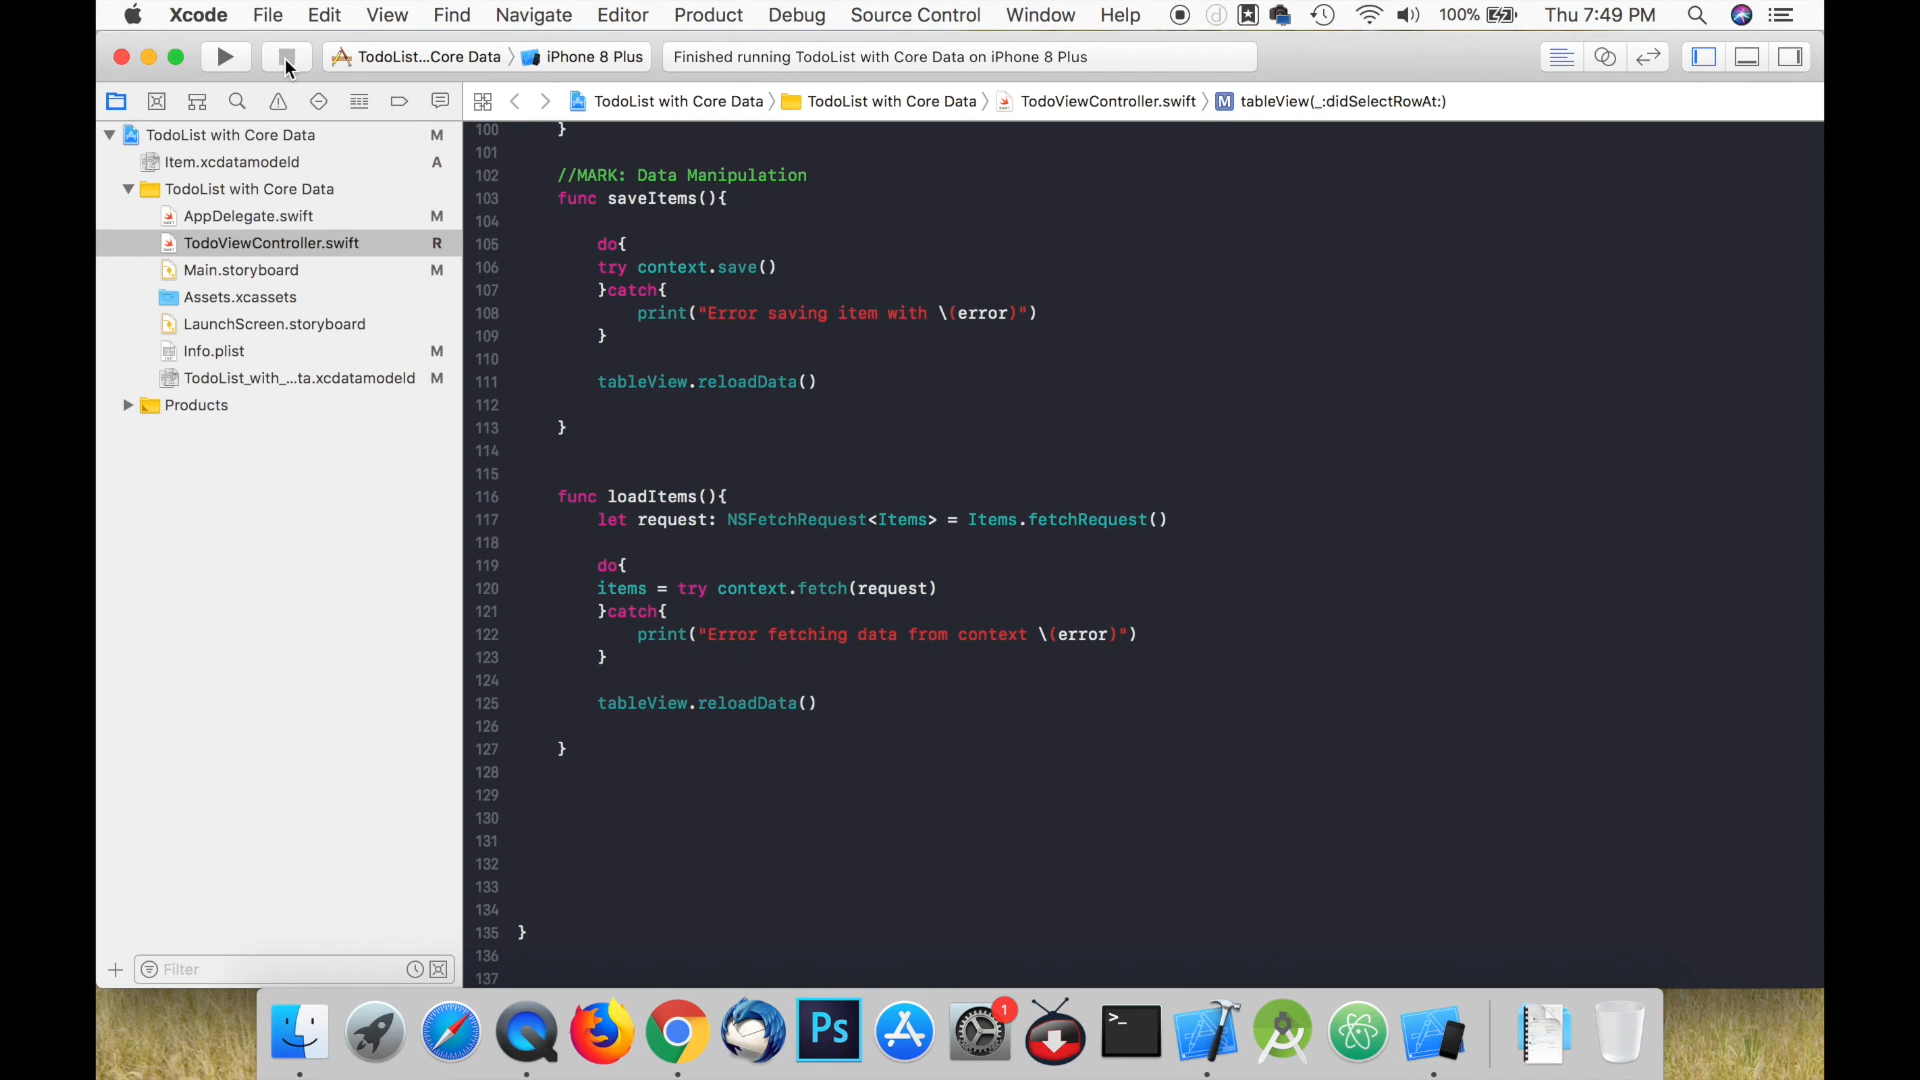 Xcode File Edit View Find Navigate Editor Product Debug Source Control Window Help 100% Thu 7:49 PM
TodoList...Core Data iPhone 8 Plus Finished running TodoList with Core Data on iPhone 8 Plus
TodoList with Core Data TodoList with Core Data TodoViewController.swift M tableView(_:didSelectRowAt:)
TodoList with Core Data M
Item.xcdatamodeld A
TodoList with Core Data
AppDelegate.swift M
TodoViewController.swift R
Main.storyboard M
Assets.xcassets
LaunchScreen.storyboard
Info.plist M
TodoList_with_...ta.xcdatamodeld M
Products
Filter
100 }
101
102 //MARK: Data Manipulation
103 func saveItems(){
104
105 do{
106 try context.save()
107 }catch{
108 print("Error saving item with \(error)")
109 }
110
111 tableView.reloadData()
112
113 }
114
115
116 func loadItems(){
117 let request: NSFetchRequest<Items> = Items.fetchRequest()
118
119 do{
120 items = try context.fetch(request)
121 }catch{
122 print("Error fetching data from context \(error)")
123 }
124
125 tableView.reloadData()
126
127 }
128
129
130
131
132
133
134
135 }
136
137
Ps
1
>_